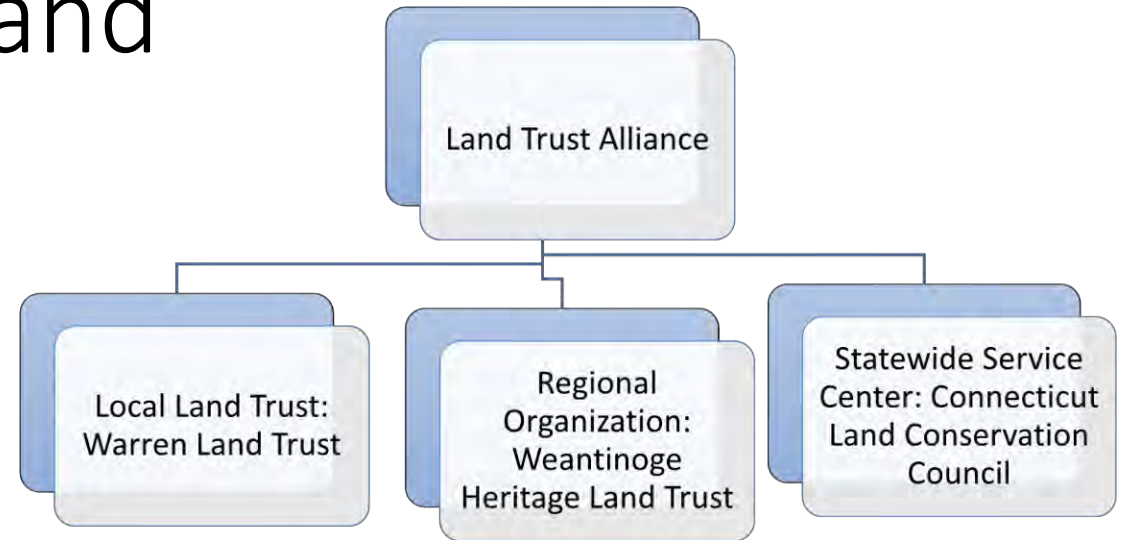 and
Land Trust Alliance
Local Land Trust:
Warren Land Trust
Regional
Organization:
Weantinoge
Heritage Land Trust
Statewide Service
Center: Connecticut
Land Conservation
Council